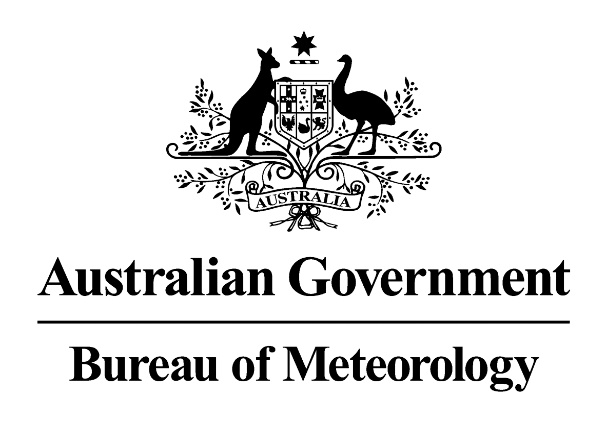 AUSTRALIA
Australian Government
Bureau of Meteorology